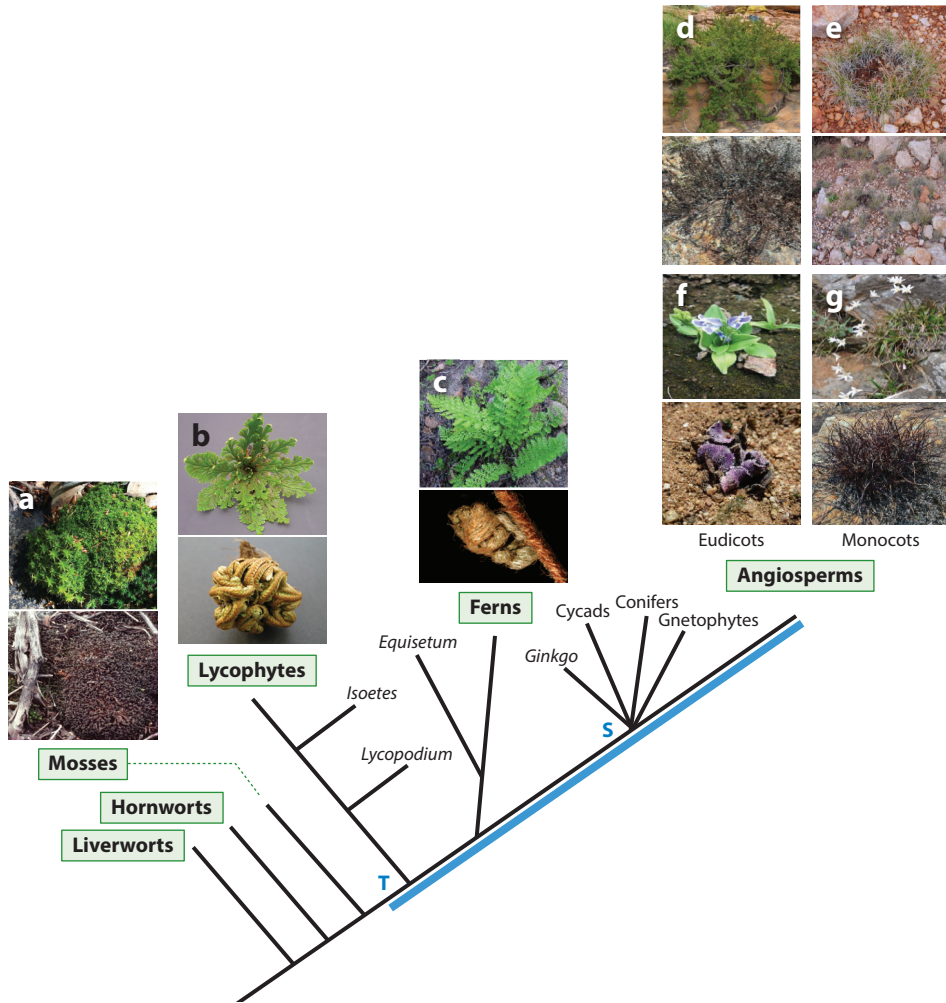 d
e
f
g
c
b
a
Eudicots
Monocots
Angiosperms
Ferns
Cycads
Conifers
Gnetophytes
Equisetum
Ginkgo
Lycophytes
Isoetes
S
Mosses
Lycopodium
Hornworts
Liverworts
T